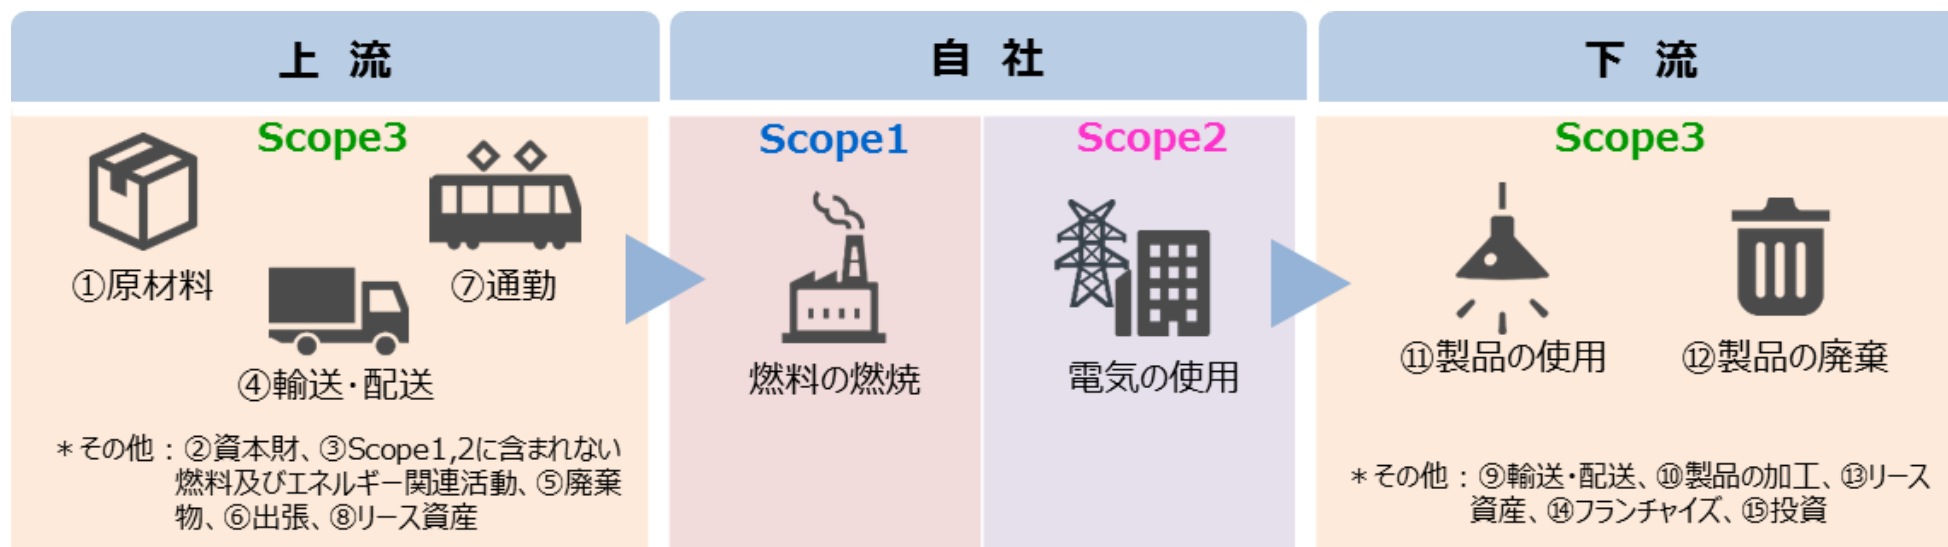 上 流
Scope3
①原材料
⑦通勤
④輸送・配送
＊その他：②資本財、③Scope1,2に含まれない
燃料及びエネルギー関連活動、⑤廃棄
物、⑥出張、⑧リース資産
自 社
Scope1
燃料の燃焼
Scope2
電気の使用
下 流
Scope3
⑪製品の使用
⑫製品の廃棄
＊その他：⑨輸送・配送、⑩製品の加工、⑬リース
資産、⑭フランチャイズ、⑮投資